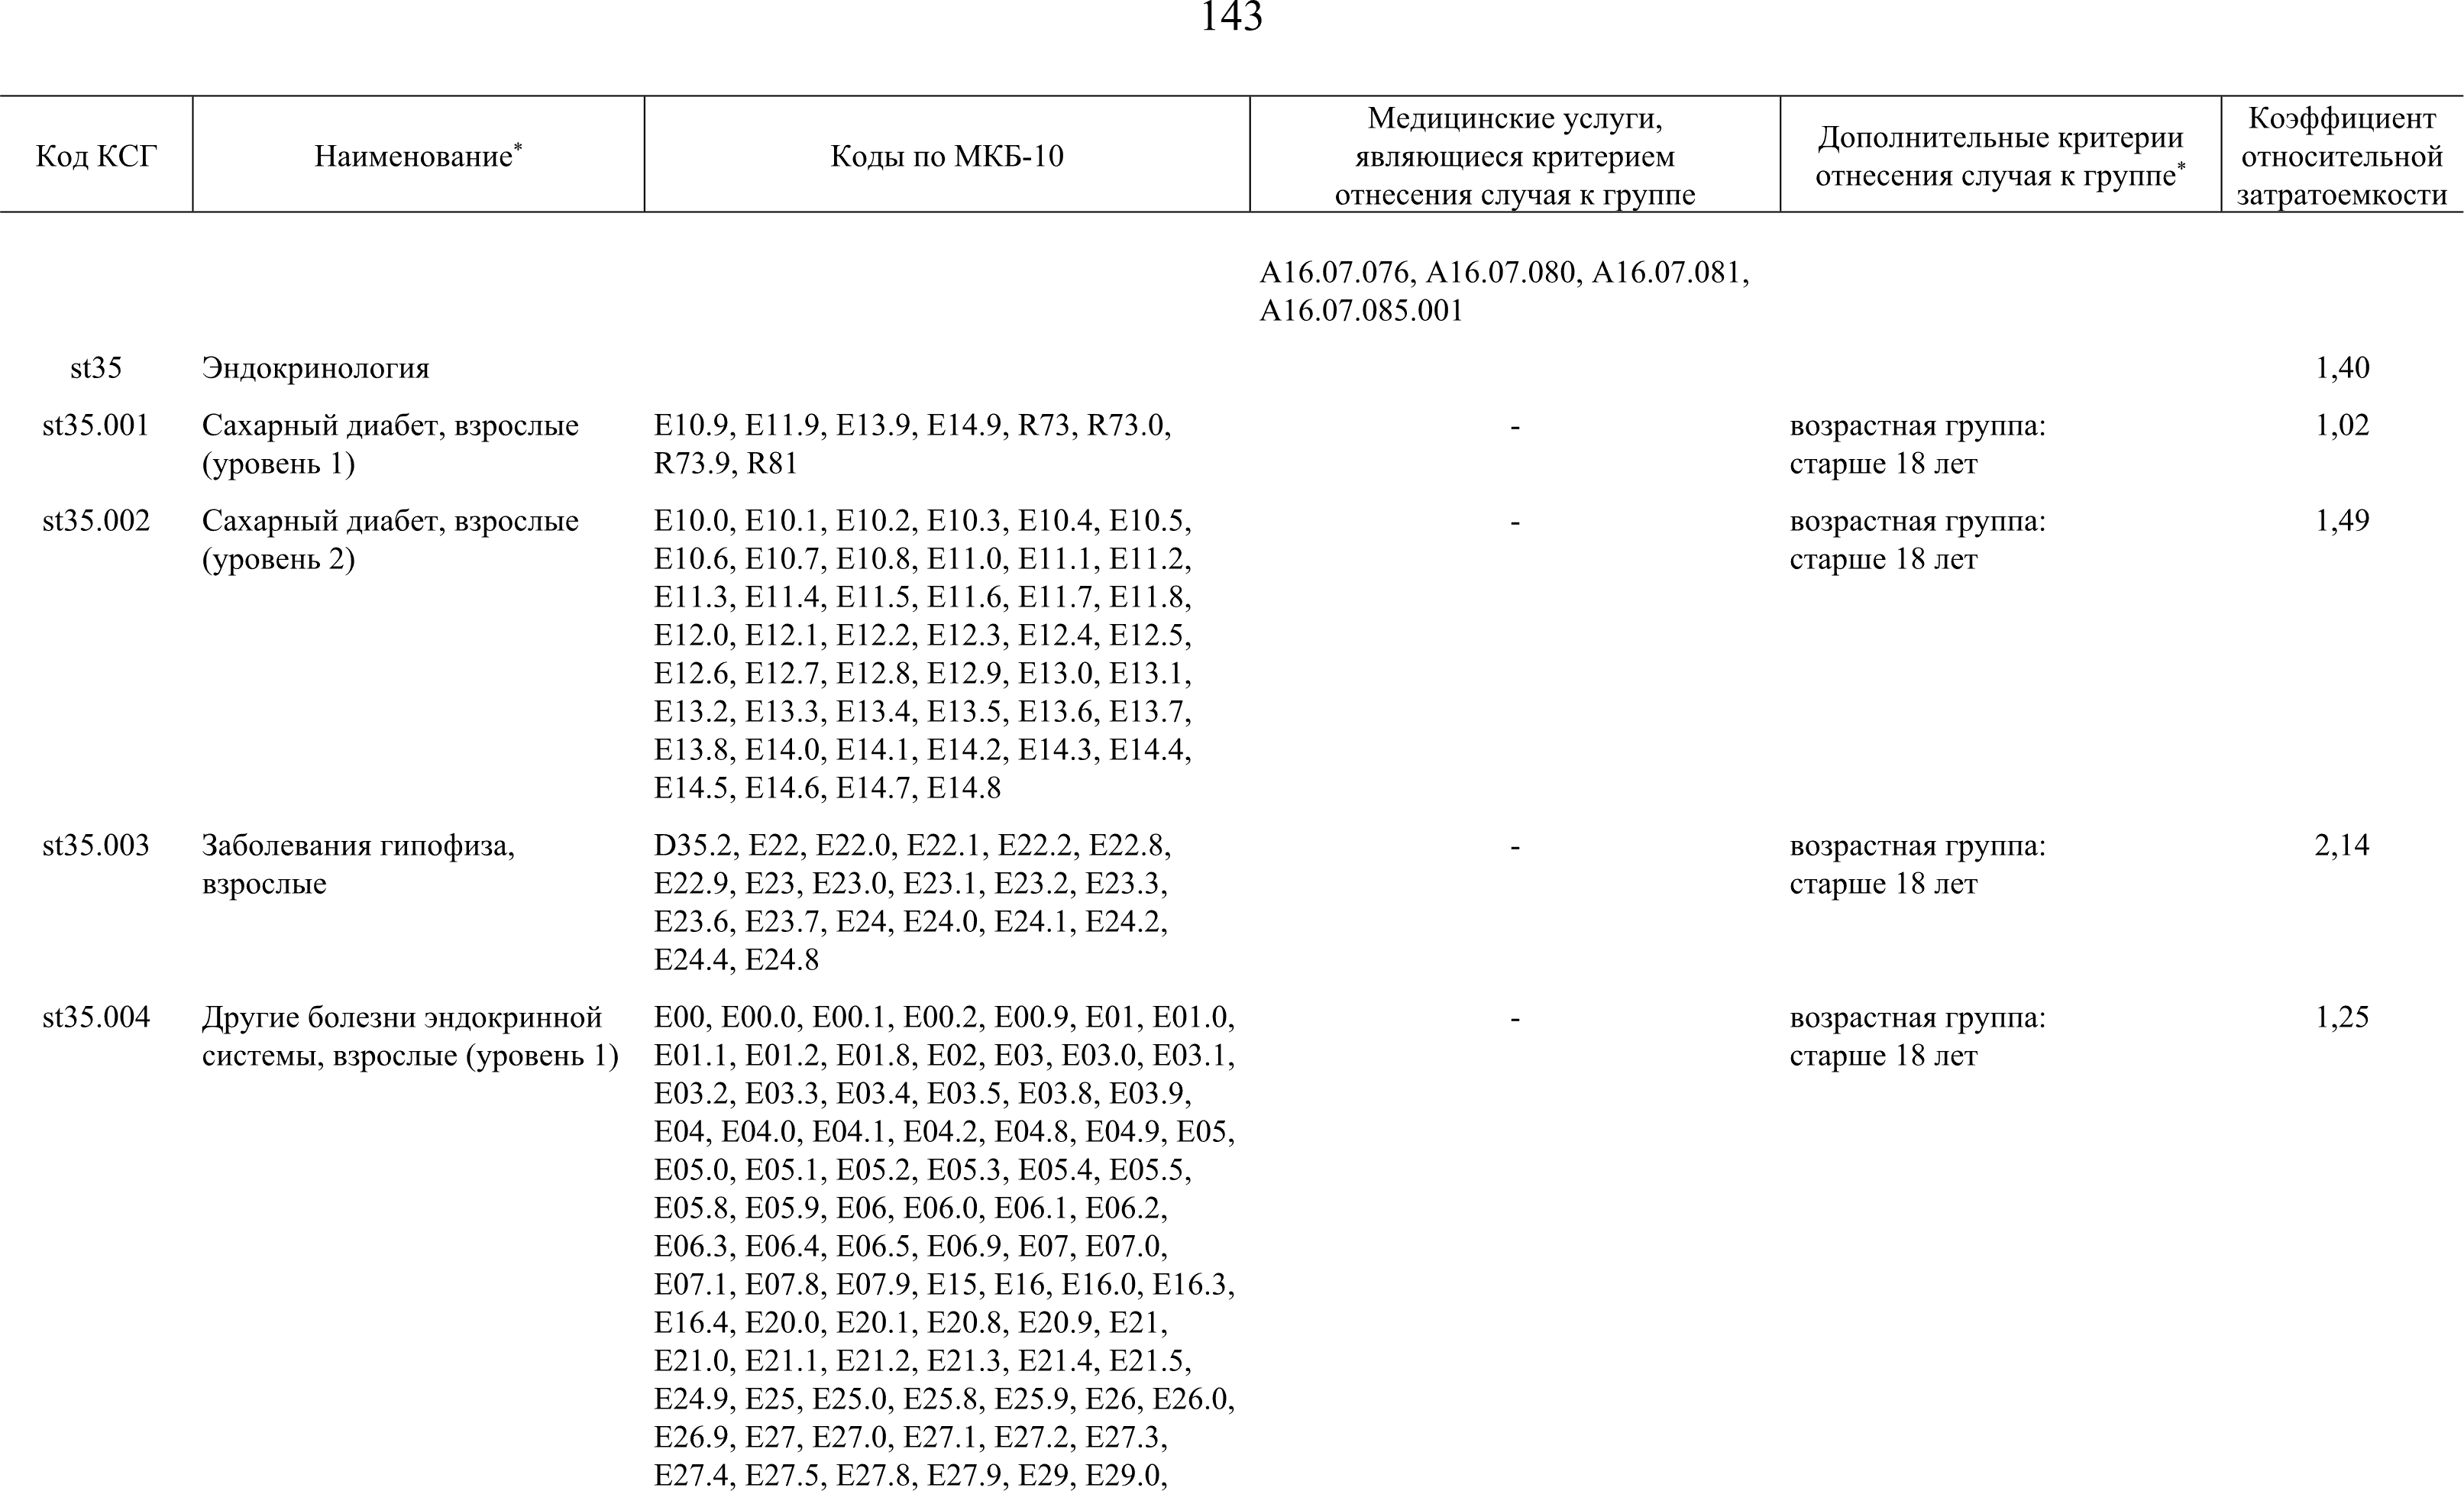 143
Код КСГ
Наименование*
Коды по МКБ-10
Медицинские услуги,
являющиеся критерием
отнесения случая к группе
Дополнительные критерии
отнесения случая к группе*
Коэффициент
относительной
затратоемкости
A16.07.076, A16.07.080, A16.07.081,
A16.07.085.001
st35 Эндокринология 1,40
st35.001 Сахарный диабет, взрослые E10.9, E11.9, E13.9, E14.9, R73, R73.0, - возрастная группа: 1,02
(уровень 1) R73.9, R81 старше 18 лет
st35.002 Сахарный диабет, взрослые E10.0, E10.1, E10.2, E10.3, E10.4, E10.5, - возрастная группа: 1,49
(уровень 2) E10.6, E10.7, E10.8, E11.0, E11.1, E11.2, старше 18 лет
E11.3, E11.4, E11.5, E11.6, E11.7, E11.8,
E12.0, E12.1, E12.2, E12.3, E12.4, E12.5,
E12.6, E12.7, E12.8, E12.9, E13.0, E13.1,
E13.2, E13.3, E13.4, E13.5, E13.6, E13.7,
E13.8, E14.0, E14.1, E14.2, E14.3, E14.4,
E14.5, E14.6, E14.7, E14.8
st35.003 Заболевания гипофиза, D35.2, E22, E22.0, E22.1, E22.2, E22.8, - возрастная группа: 2,14
взрослые E22.9, E23, E23.0, E23.1, E23.2, E23.3, старше 18 лет
E23.6, E23.7, E24, E24.0, E24.1, E24.2,
E24.4, E24.8
st35.004 Другие болезни эндокринной E00, E00.0, E00.1, E00.2, E00.9, E01, E01.0, - возрастная группа: 1,25
системы, взрослые (уровень 1) E01.1, E01.2, E01.8, E02, E03, E03.0, E03.1, старше 18 лет
E03.2, E03.3, E03.4, E03.5, E03.8, E03.9,
E04, E04.0, E04.1, E04.2, E04.8, E04.9, E05,
E05.0, E05.1, E05.2, E05.3, E05.4, E05.5,
E05.8, E05.9, E06, E06.0, E06.1, E06.2,
E06.3, E06.4, E06.5, E06.9, E07, E07.0,
E07.1, E07.8, E07.9, E15, E16, E16.0, E16.3,
E16.4, E20.0, E20.1, E20.8, E20.9, E21,
E21.0, E21.1, E21.2, E21.3, E21.4, E21.5,
E24.9, E25, E25.0, E25.8, E25.9, E26, E26.0,
E26.9, E27, E27.0, E27.1, E27.2, E27.3,
E27.4, E27.5, E27.8, E27.9, E29, E29.0,